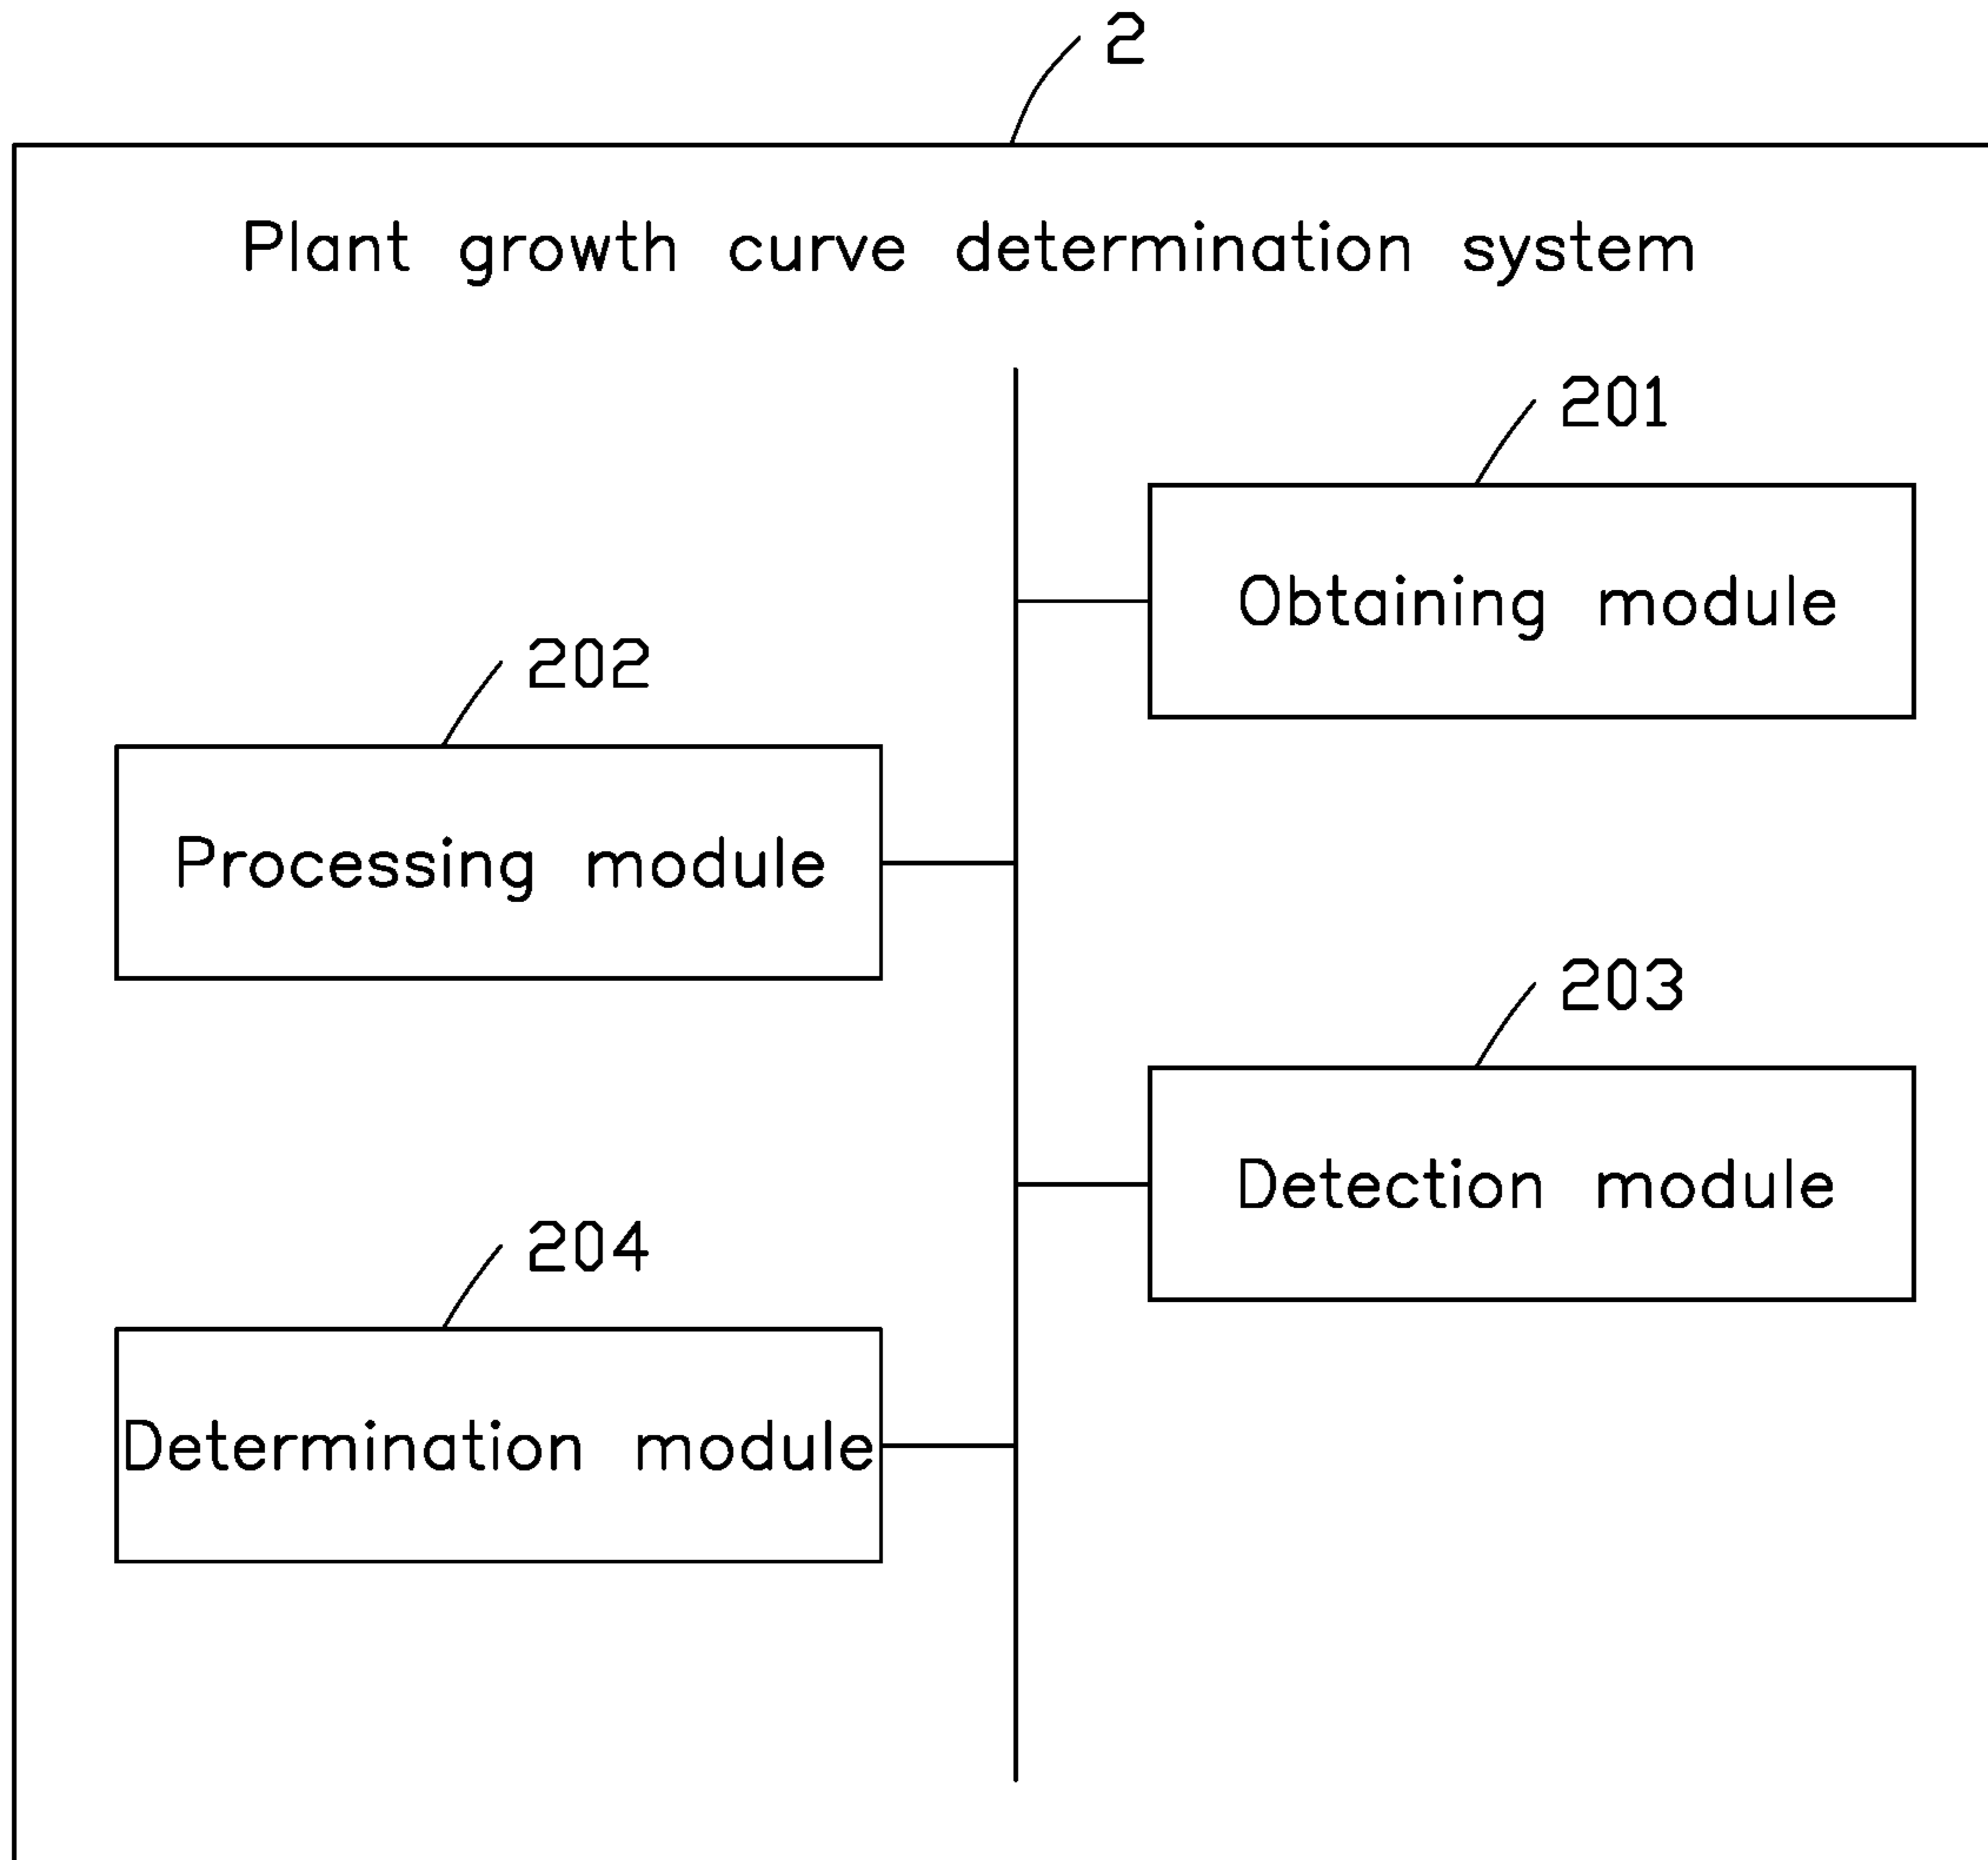 2
Plant growth curve determination system
201
Obtaining module
202
Processing module
203
Detection module
204
Determination module